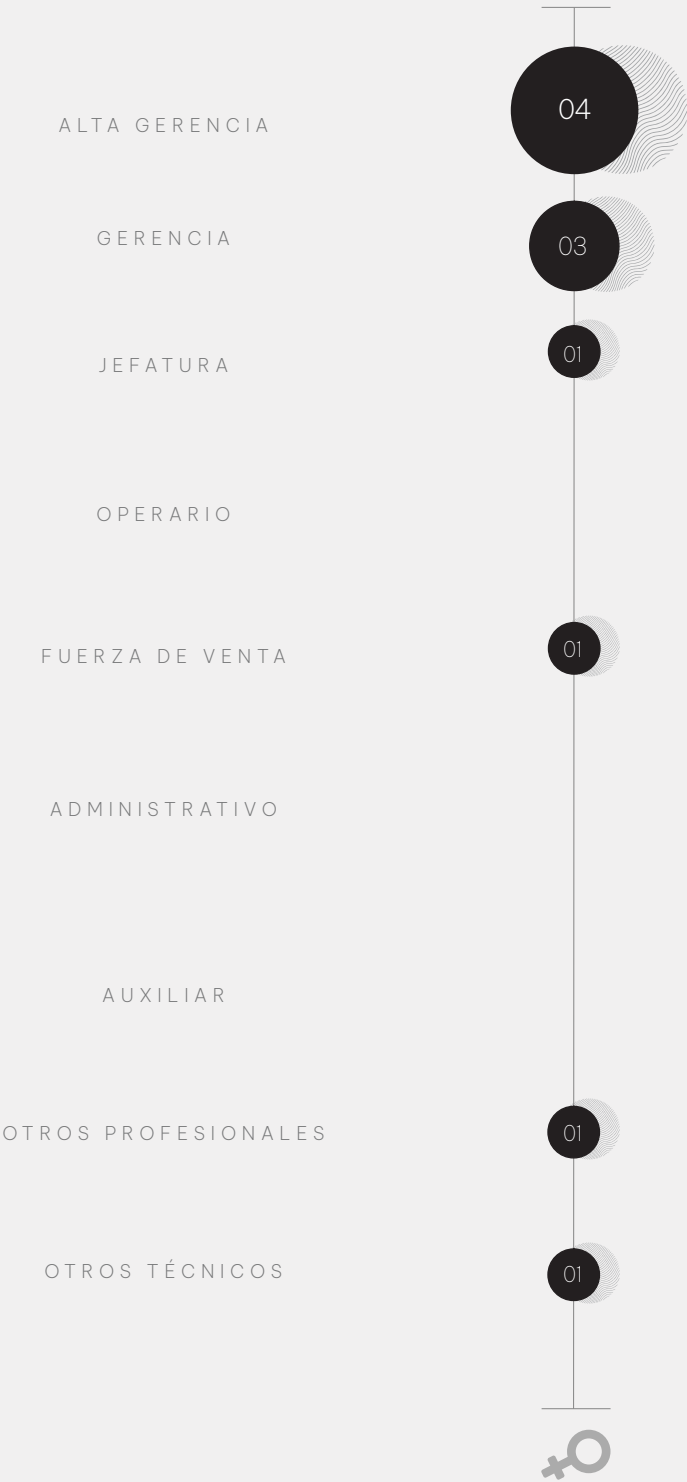 04
ALTA GERENCIA
GERENCIA
03
01
JEFATURA
OPERARIO
FUERZA DE VENTA
01
ADMINISTRATIVO
AUXILIAR
OTROS PROFESIONALES
01
OTROS TÉCNICOS
01